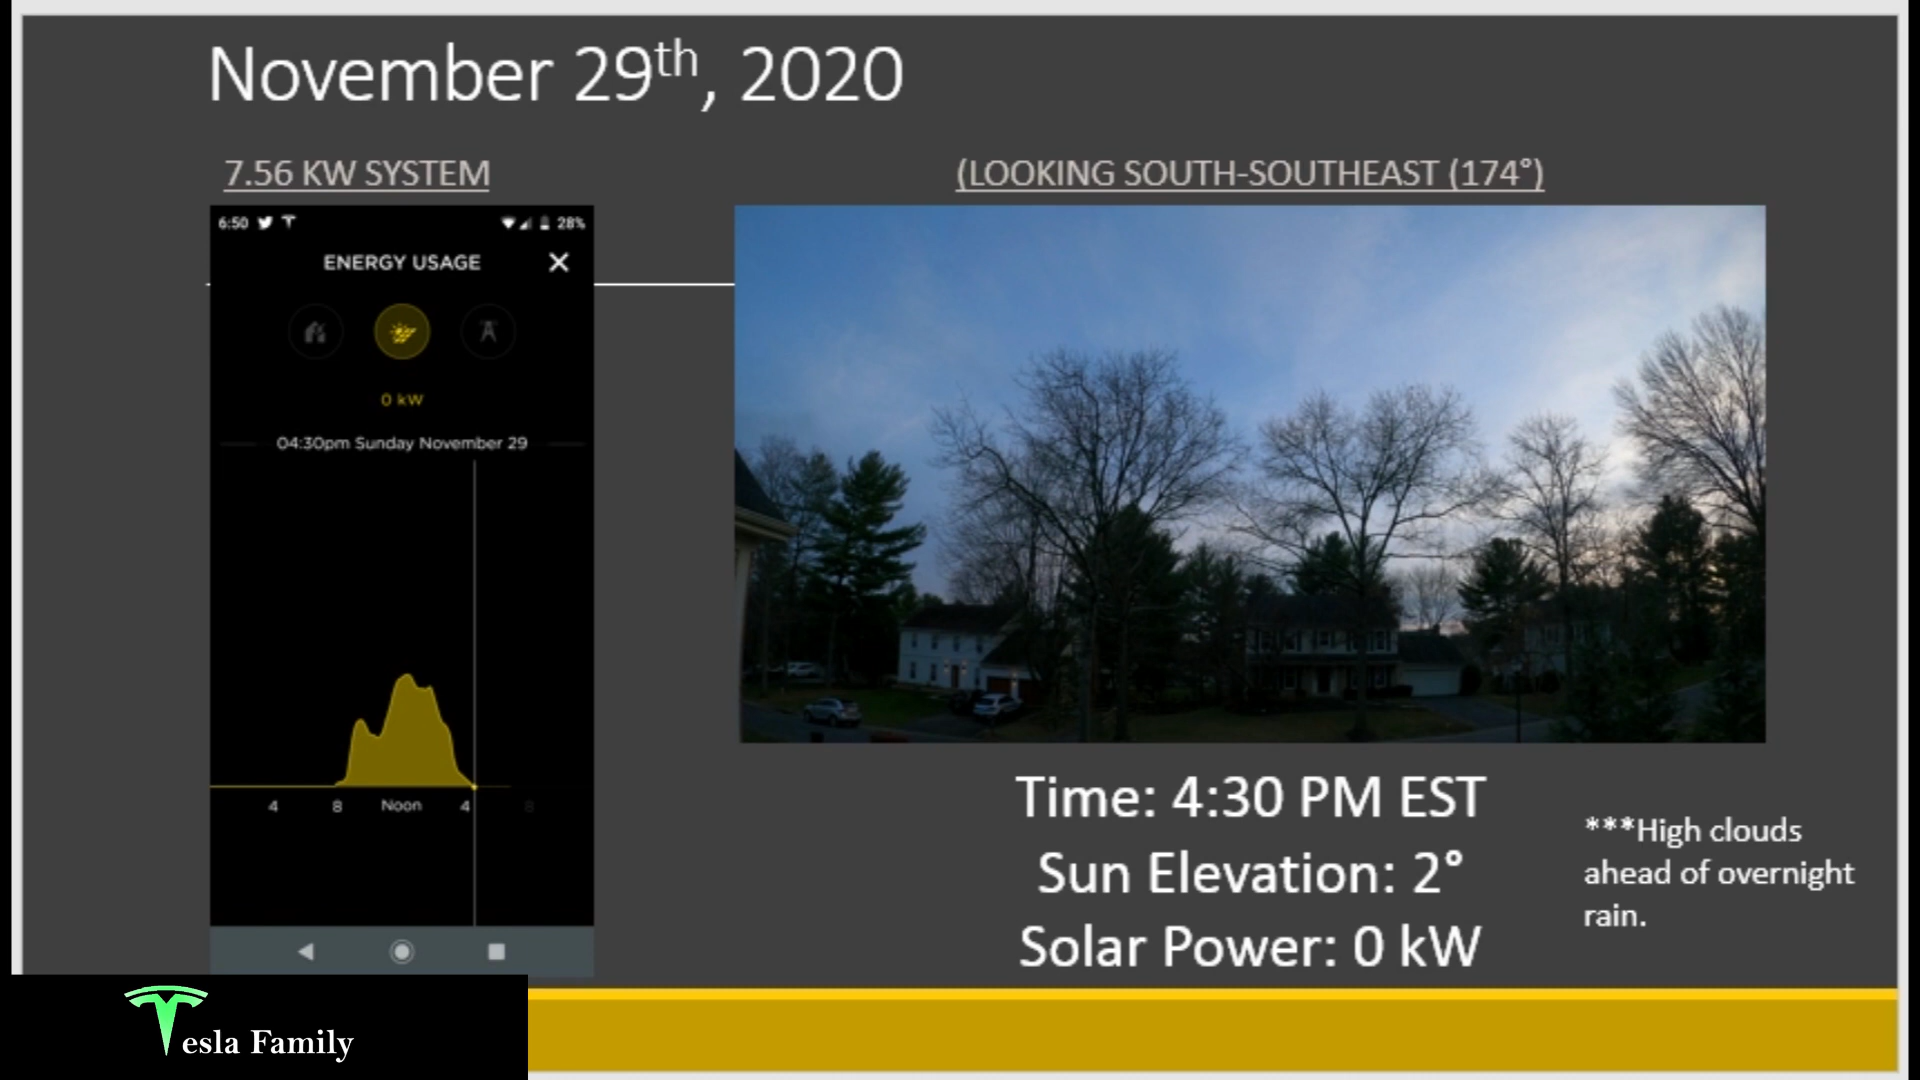 November 29th, 2020
7.56 KW SYSTEM
(LOOKING SOUTH-SOUTHEAST (174°)
6:50 28%
ENERGY USAGE
0 kW
04:30pm Sunday November 29
4 8 Noon 4 8
Time: 4:30 PM EST
Sun Elevation: 2°
Solar Power: 0 kW
***High clouds
ahead of overnight
rain.
Tesla Family